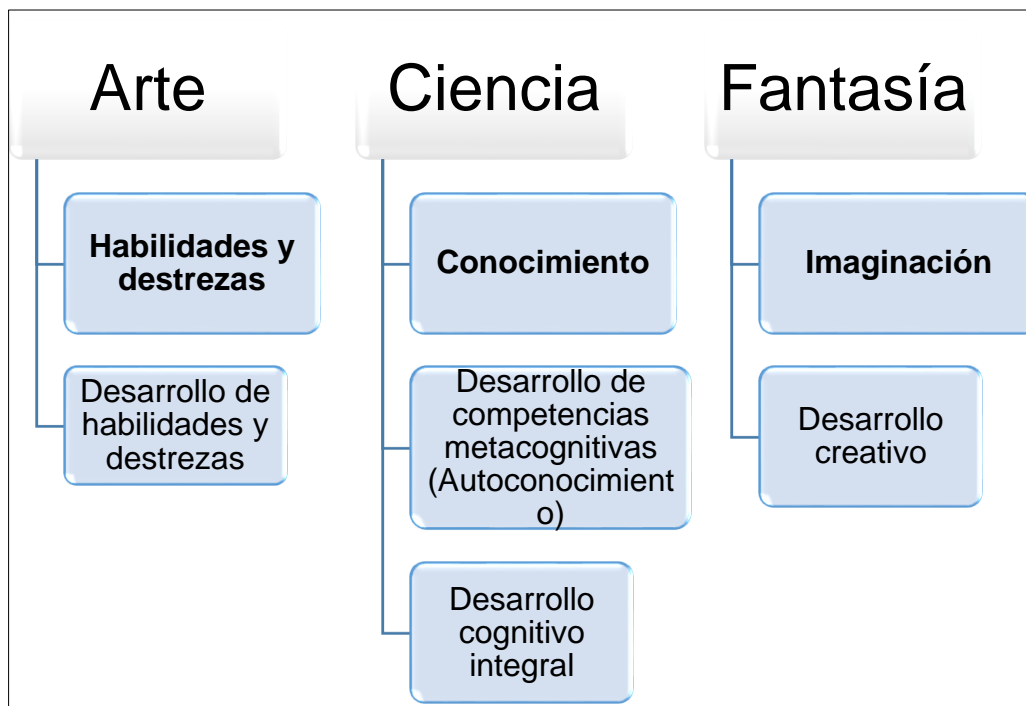 Arte
Habilidades y
destrezas
Desarrollo de
habilidades y
destrezas
Ciencia
Conocimiento
Desarrollo de
competencias
metacognitivas
(Autoconocimient
o)
Desarrollo
cognitivo
integral
Fantasía
Imaginación
Desarrollo
creativo